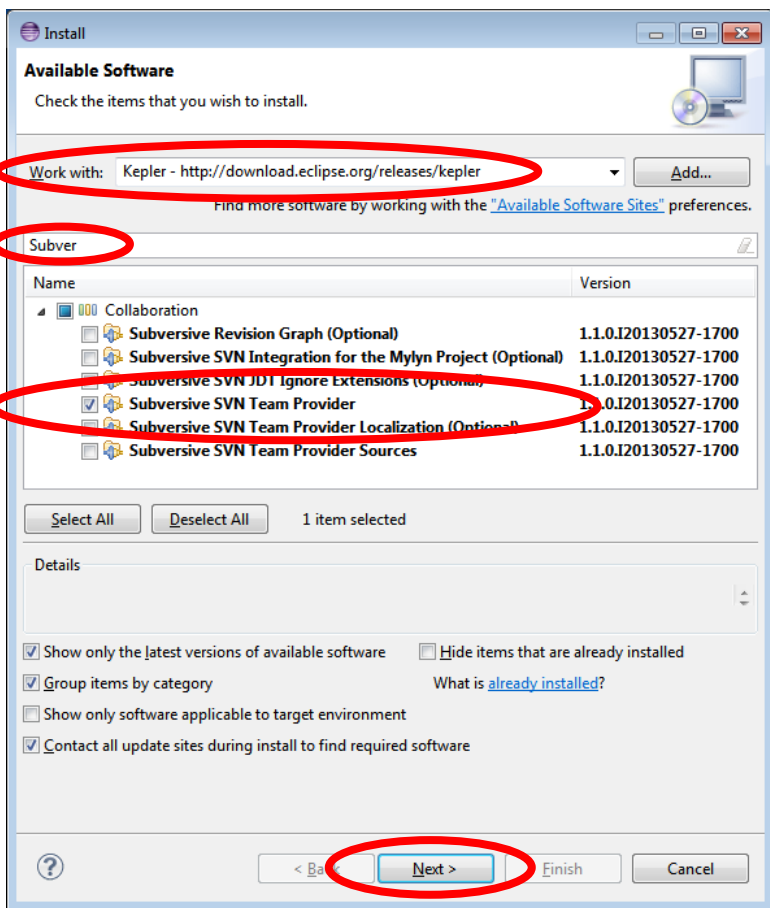 Install
Available Software
Check the items that you wish to install.
Work with: Kepler - http://download.eclipse.org/releases/kepler Add...
Find more software by working with the "Available Software Sites" preferences.
Subver
Name Version
Collaboration
Subversive Revision Graph (Optional) 1.1.0.I20130527-1700
Subversive SVN Integration for the Mylyn Project (Optional) 1.1.0.I20130527-1700
Subversive SVN JDT Ignore Extensions (Optional) 1.1.0.I20130527-1700
Subversive SVN Team Provider 1.1.0.I20130527-1700
Subversive SVN Team Provider Localization (Optional) 1.1.0.I20130527-1700
Subversive SVN Team Provider Sources 1.1.0.I20130527-1700
Select All Deselect All 1 item selected
Details
Show only the latest versions of available software Hide items that are already installed
Group items by category What is already installed?
Show only software applicable to target environment
Contact all update sites during install to find required software
< Back Next > Finish Cancel